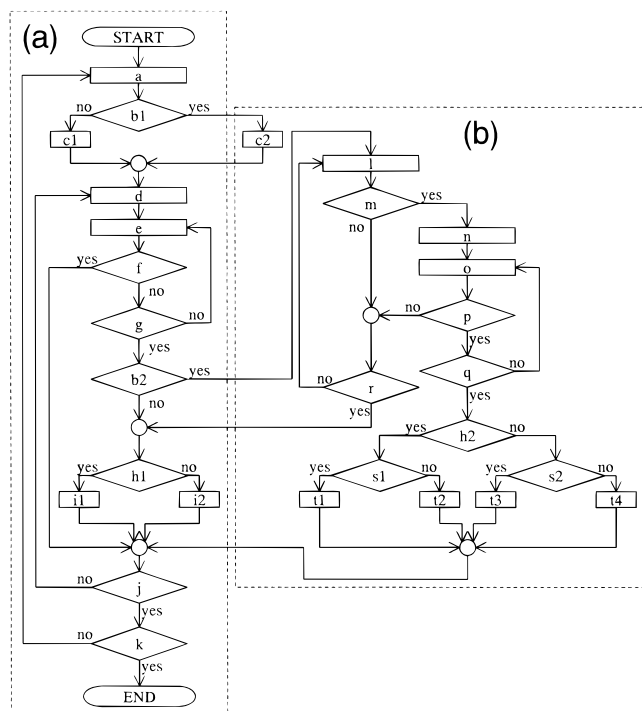 (a)
START
a
no
b1
yes
c1
c2
(b)
l
d
m
yes
no
e
n
yes
f
no
o
g
no
no
p
yes
yes
b2
yes
no
r
q
no
no
yes
yes
yes
h2
no
yes
h1
no
yes
s1
no
yes
s2
no
i1
i2
t1
t2
t3
t4
no
j
yes
no
k
yes
END